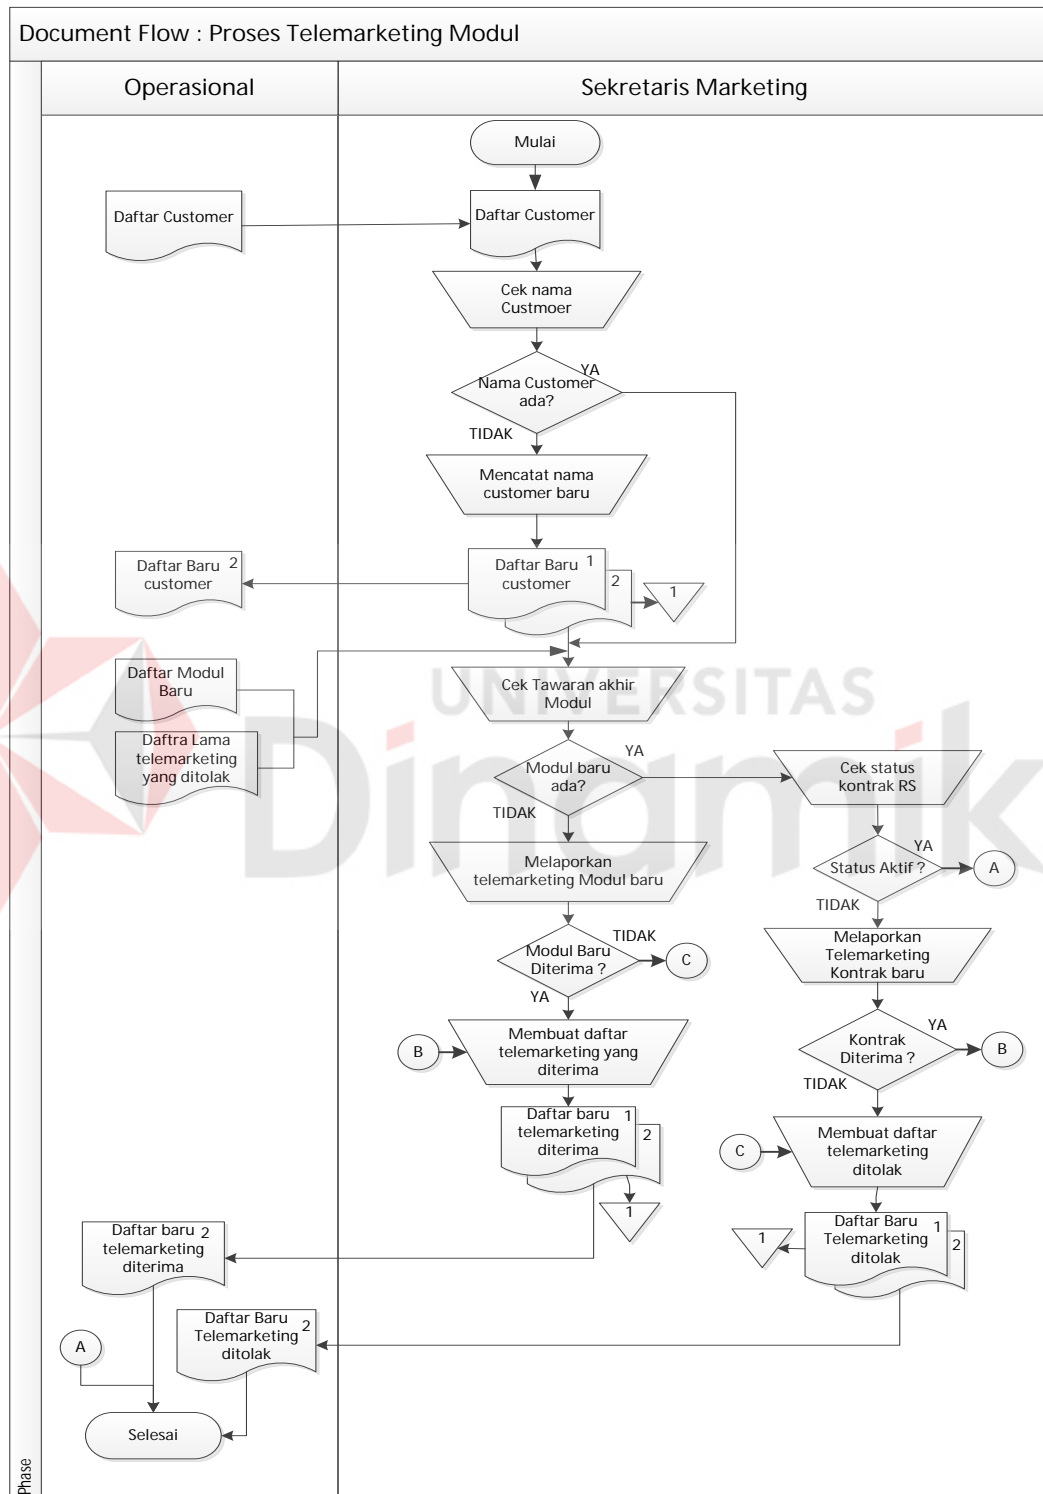 Document Flow : Proses Telemarketing Modul
Operasional
Sekretaris Marketing
Mulai
Daftar Customer
Daftar Customer
Cek nama
Custmoer
YA
Nama Customer
ada?
TIDAK
Mencatat nama
customer baru
Daftar Baru 2
customer
Daftar Baru 1
customer
2
1
Daftar Modul
Baru
Daftra Lama
telemarketing
yang ditolak
UNIVERSITAS
Dinamika
Cek Tawaran akhir
Modul
YA
Modul baru
ada?
TIDAK
Cek status
kontrak RS
YA
Status Aktif ?
A
TIDAK
Melaporkan
telemarketing Modul baru
Melaporkan
Telemarketing
Kontrak baru
TIDAK
Modul Baru
Diterima ?
C
YA
YA
Kontrak
Diterima ?
B
TIDAK
B
Membuat daftar
telemarketing yang
diterima
Daftar baru 1
telemarketing 2
diterima
1
C
Membuat daftar
telemarketing
ditolak
Daftar Baru 1
Telemarketing 2
ditolak
1
Daftar baru 2
telemarketing
diterima
Daftar Baru 2
Telemarketing
ditolak
A
Selesai
Phase